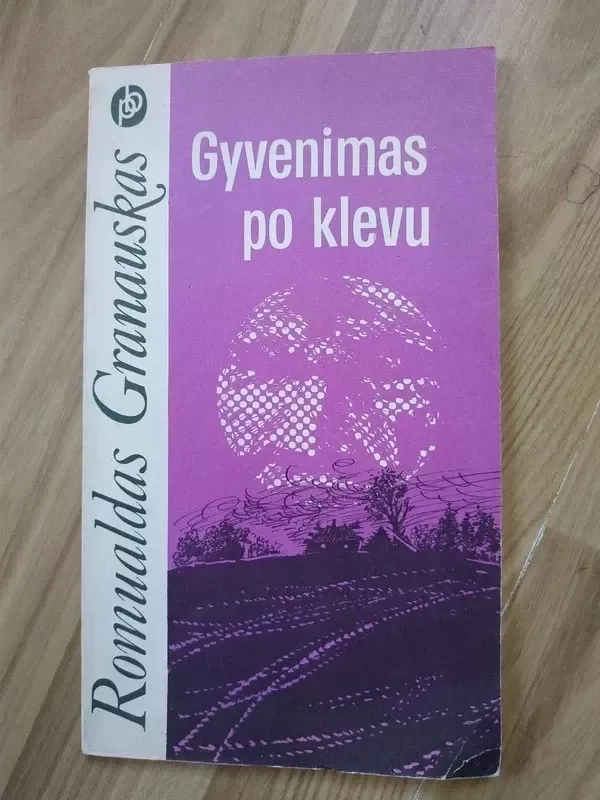 Romualdas Granauskas
Gyvenimas
po klevu